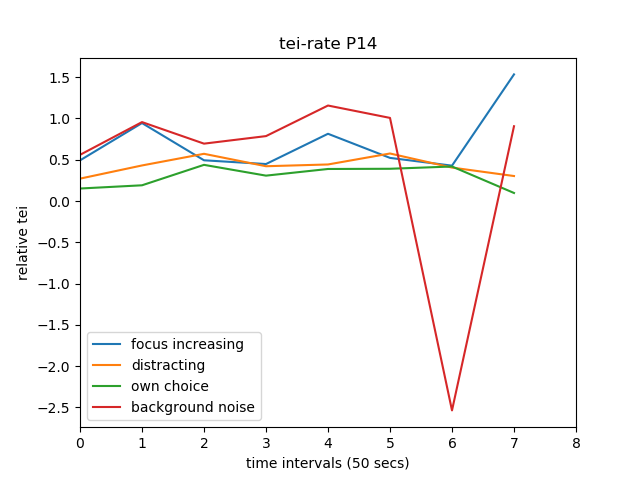 tei-rate P14
relative tei
1.5
1.0
0.5
0.0
−0.5
−1.0
−1.5
−2.0
−2.5
focus increasing
distracting
own choice
background noise
0 1 2 3 4 5 6 7 8
time intervals (50 secs)